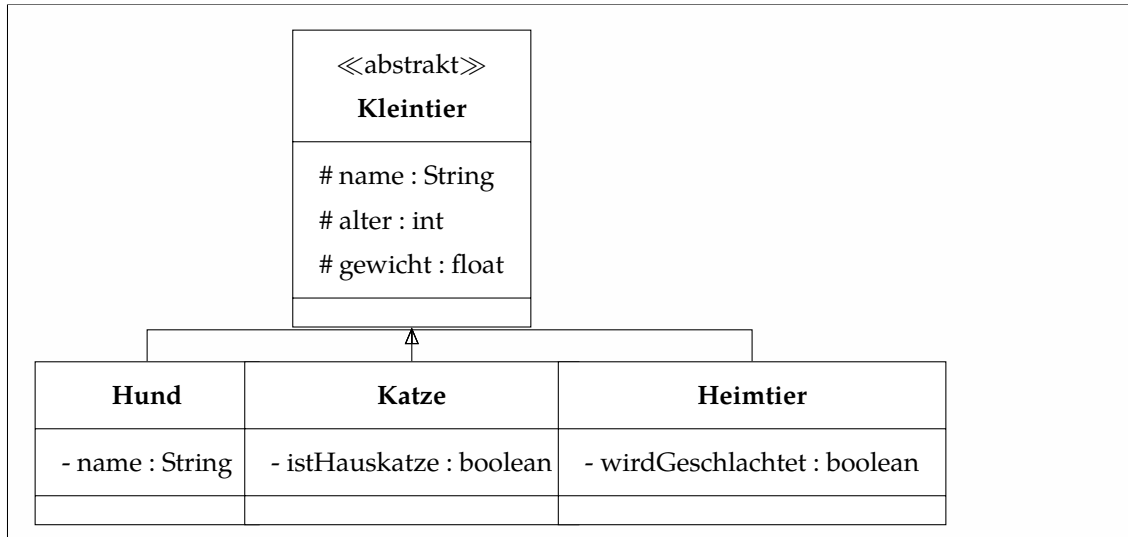 ≪abstrakt≫
Kleintier
# name : String
# alter : int
# gewicht : float
Hund
- name : String
Katze
- istHauskatze : boolean
Heimtier
- wirdGeschlachtet : boolean